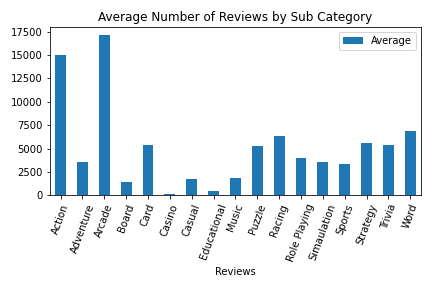 Average Number of Reviews by Sub Category
Average
17500
15000
12500
10000
7500
5000
2500
0
Action
Adventure
Arcade
Board
Card
Casino
Casual
Educational
Music
Puzzle
Racing
Role Playing
Simaulation
Sports
Strategy
Trivia
Word
Reviews